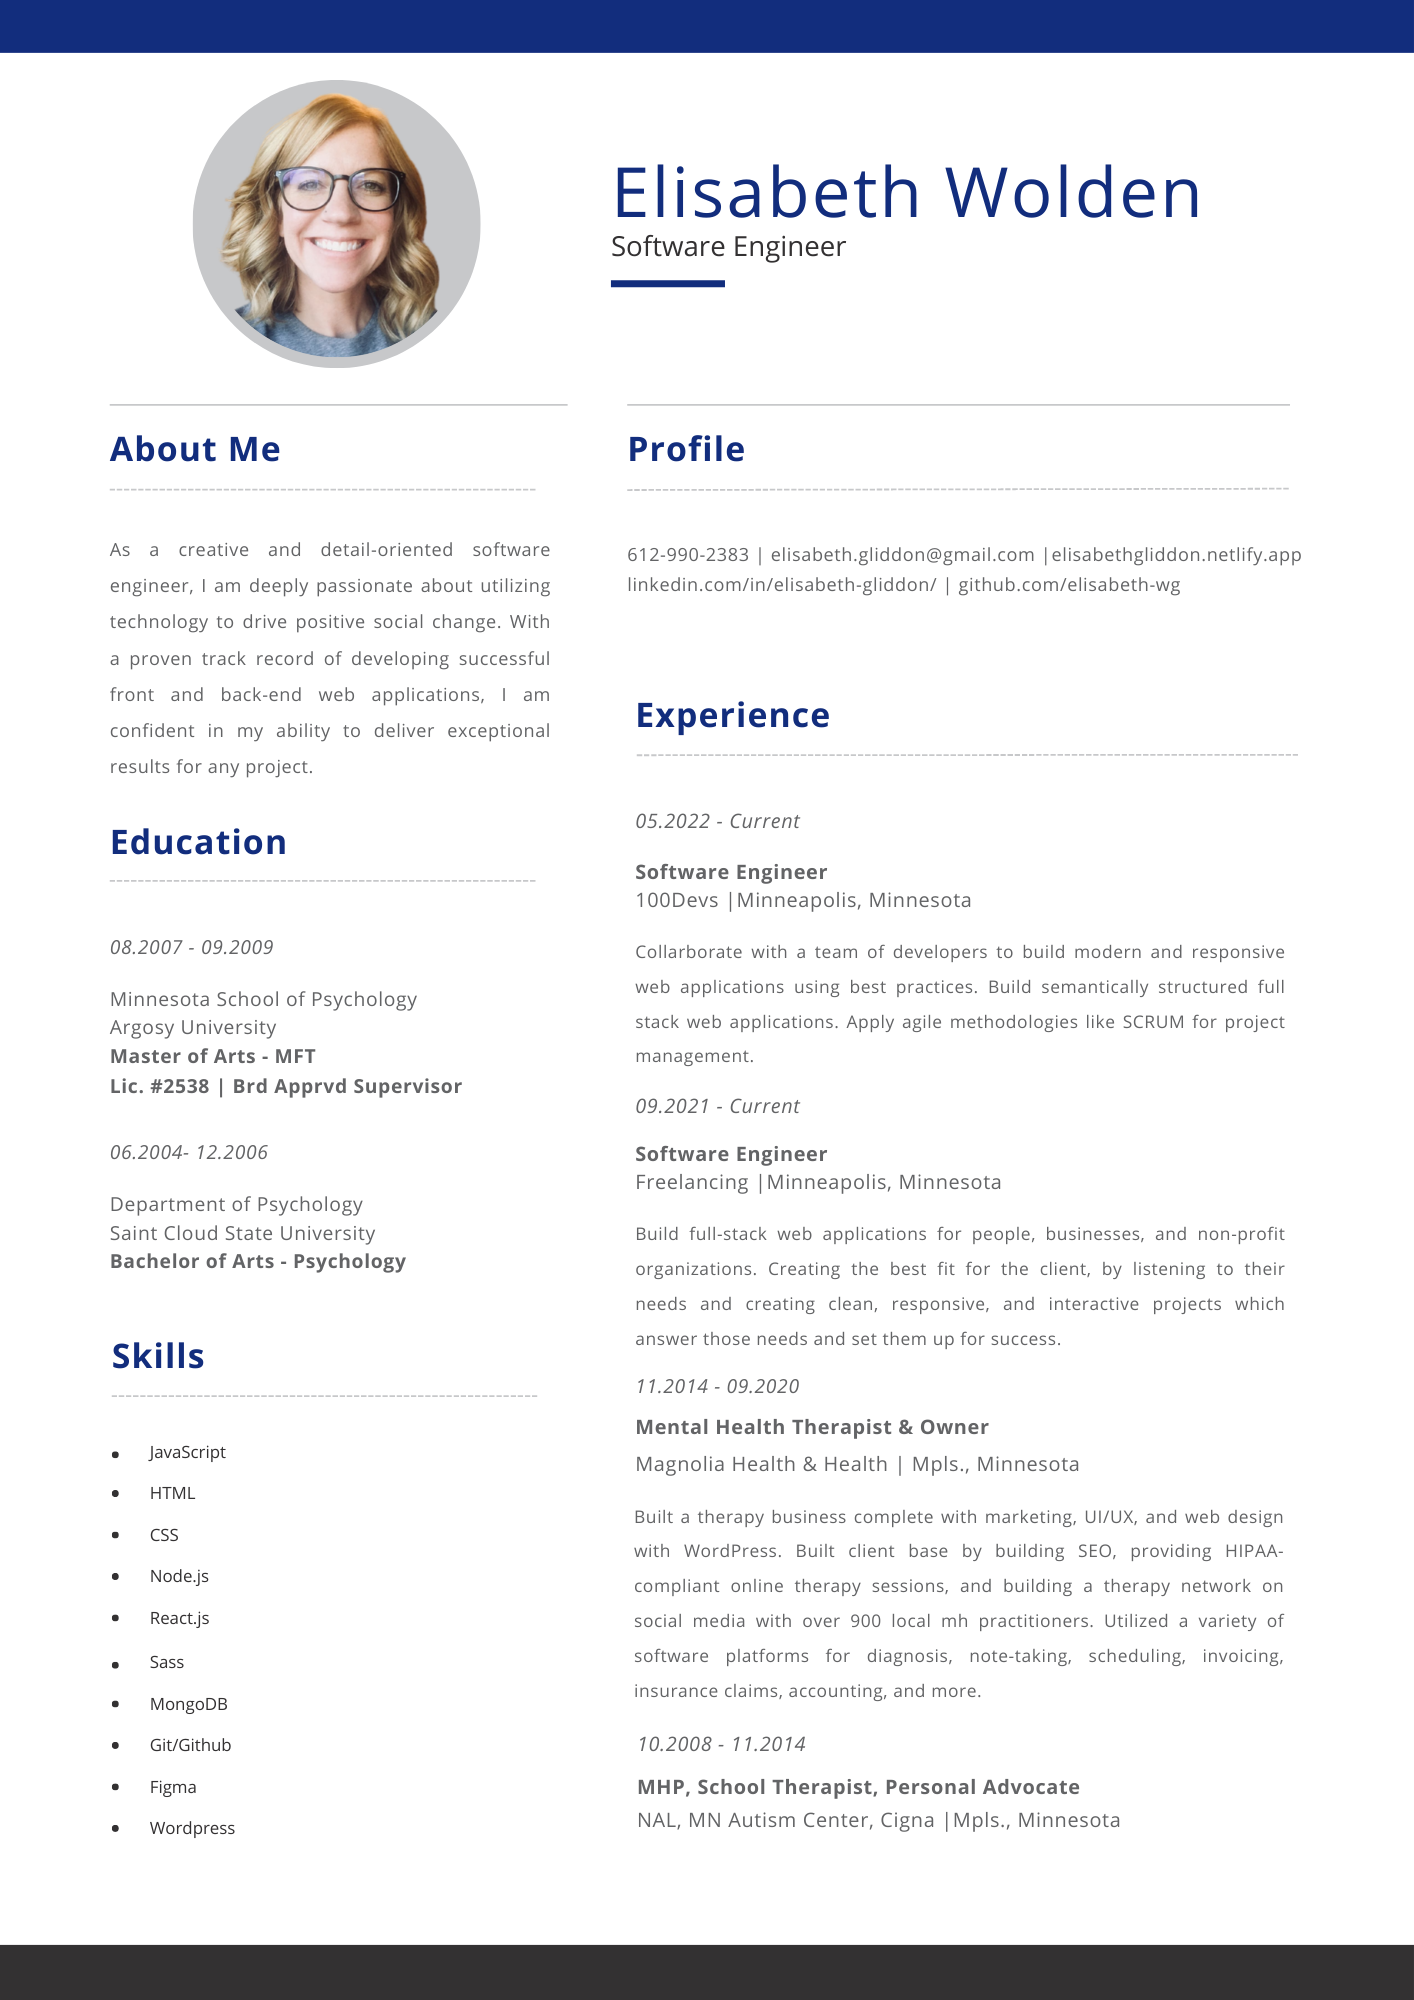 Elisabeth Wolden
Software Engineer
About Me
As a creative and detail-oriented software
engineer, I am deeply passionate about utilizing
technology to drive positive social change. With
a proven track record of developing successful
front and back-end web applications, I am
confident in my ability to deliver exceptional
results for any project.
Education
08.2007 - 09.2009
Minnesota School of Psychology
Argosy University
Master of Arts - MFT
Lic. #2538 | Brd Apprvd Supervisor
06.2004- 12.2006
Department of Psychology
Saint Cloud State University
Bachelor of Arts - Psychology
Skills
JavaScript
HTML
CSS
Node.js
React.js
Sass
MongoDB
Git/Github
Figma
Wordpress
Profile
612-990-2383 | elisabeth.gliddon@gmail.com |elisabethgliddon.netlify.app
linkedin.com/in/elisabeth-gliddon/ | github.com/elisabeth-wg
Experience
05.2022 - Current
Software Engineer
100Devs |Minneapolis, Minnesota
Collarborate with a team of developers to build modern and responsive
web applications using best practices. Build semantically structured full
stack web applications. Apply agile methodologies like SCRUM for project
management.
09.2021 - Current
Software Engineer
Freelancing |Minneapolis, Minnesota
Build full-stack web applications for people, businesses, and non-profit
organizations. Creating the best fit for the client, by listening to their
needs and creating clean, responsive, and interactive projects which
answer those needs and set them up for success.
11.2014 - 09.2020
Mental Health Therapist & Owner
Magnolia Health & Health | Mpls., Minnesota
Built a therapy business complete with marketing, UI/UX, and web design
with WordPress. Built client base by building SEO, providing HIPAA-
compliant online therapy sessions, and building a therapy network on
social media with over 900 local mh practitioners. Utilized a variety of
software platforms for diagnosis, note-taking, scheduling, invoicing,
insurance claims, accounting, and more.
10.2008 - 11.2014
MHP, School Therapist, Personal Advocate
NAL, MN Autism Center, Cigna |Mpls., Minnesota